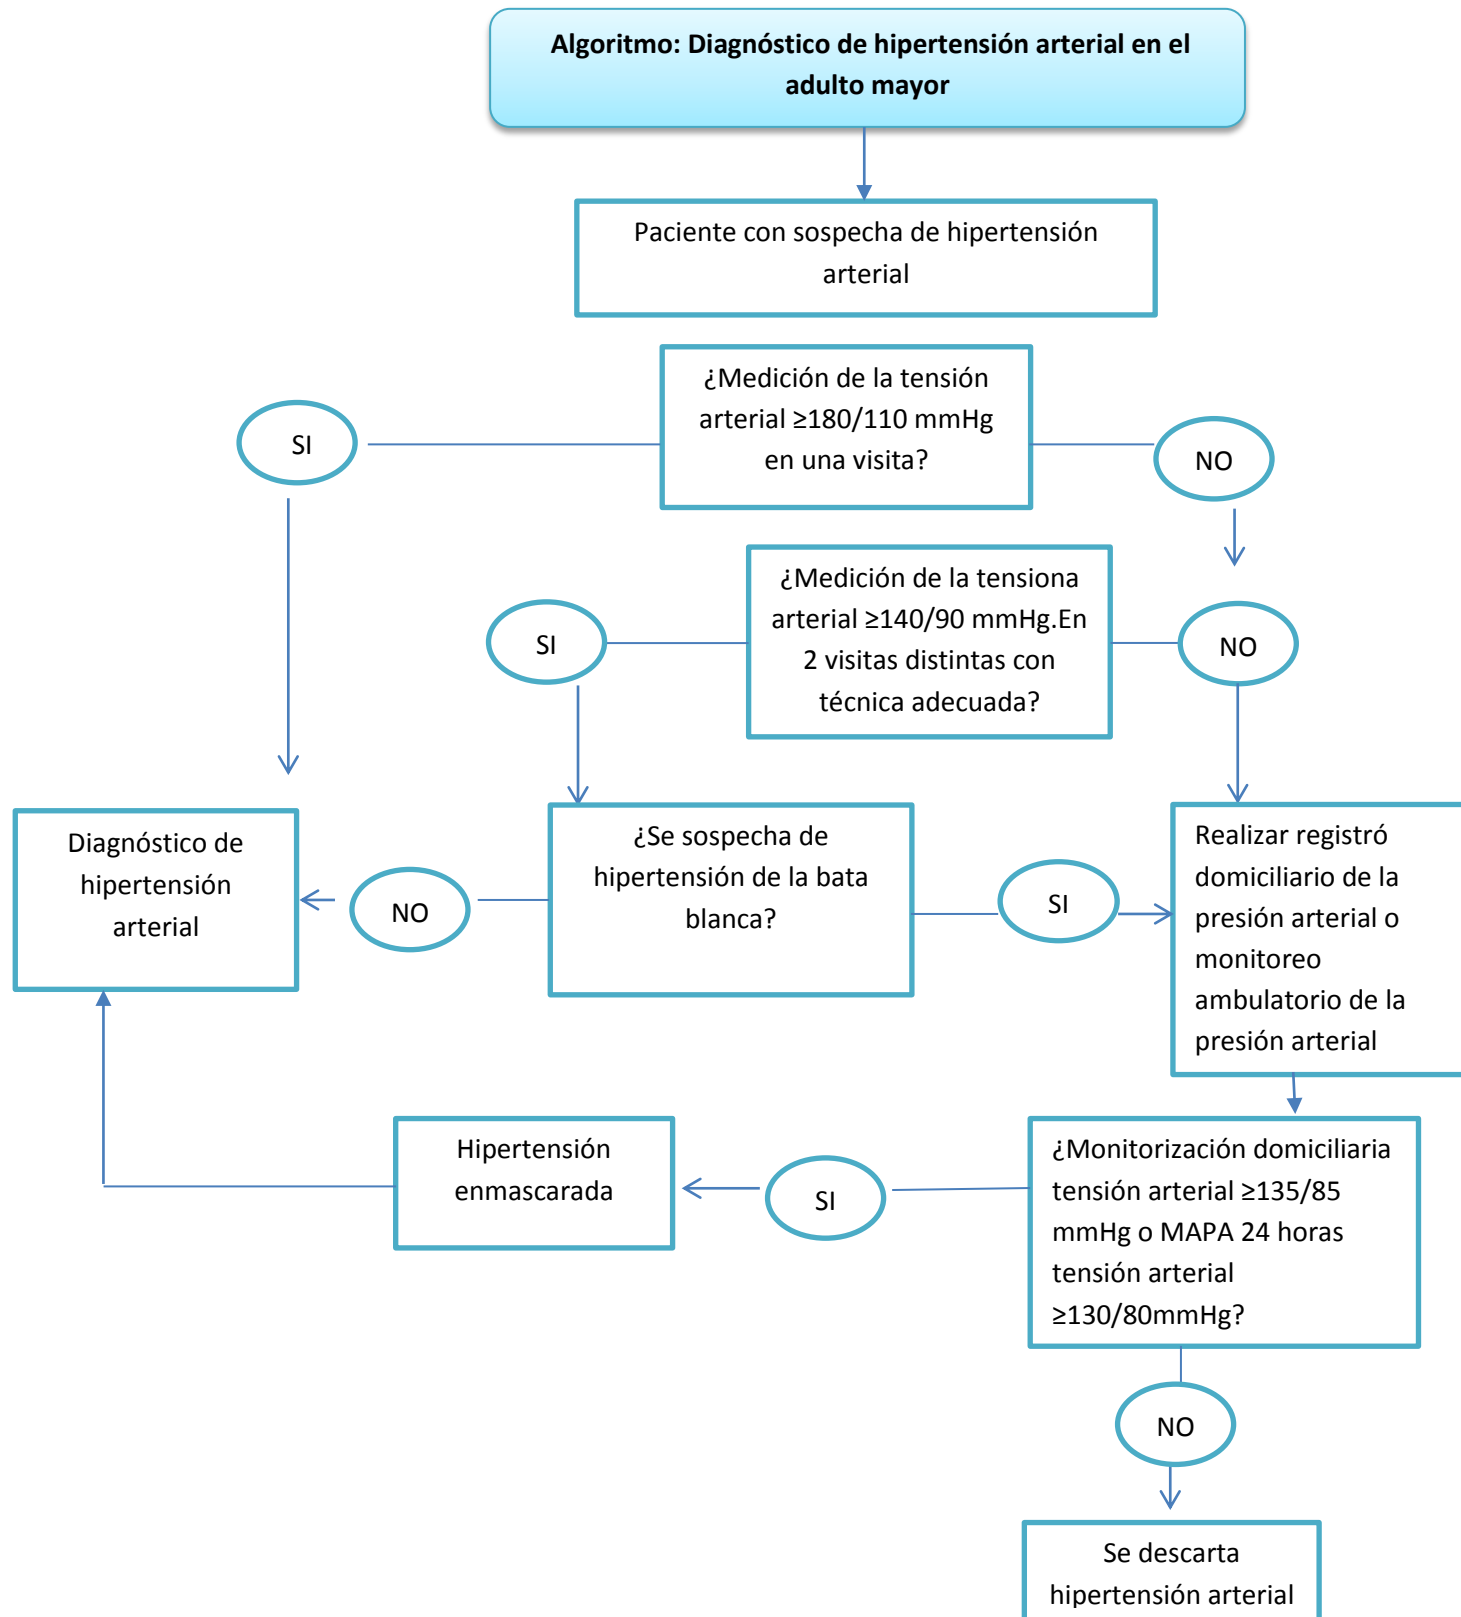 Algoritmo: Diagnóstico de hipertensión arterial en el
adulto mayor
Paciente con sospecha de hipertensión
arterial
¿Medición de la tensión
arterial ≥180/110 mmHg
en una visita?
SI
NO
¿Medición de la tensiona
arterial ≥140/90 mmHg.En
2 visitas distintas con
técnica adecuada?
SI
NO
Diagnóstico de
hipertensión
arterial
NO
¿Se sospecha de
hipertensión de la bata
blanca?
SI
Realizar registró
domiciliario de la
presión arterial o
monitoreo
ambulatorio de la
presión arterial
Hipertensión
enmascarada
SI
¿Monitorización domiciliaria
tensión arterial ≥135/85
mmHg o MAPA 24 horas
tensión arterial
≥130/80mmHg?
NO
Se descarta
hipertensión arterial